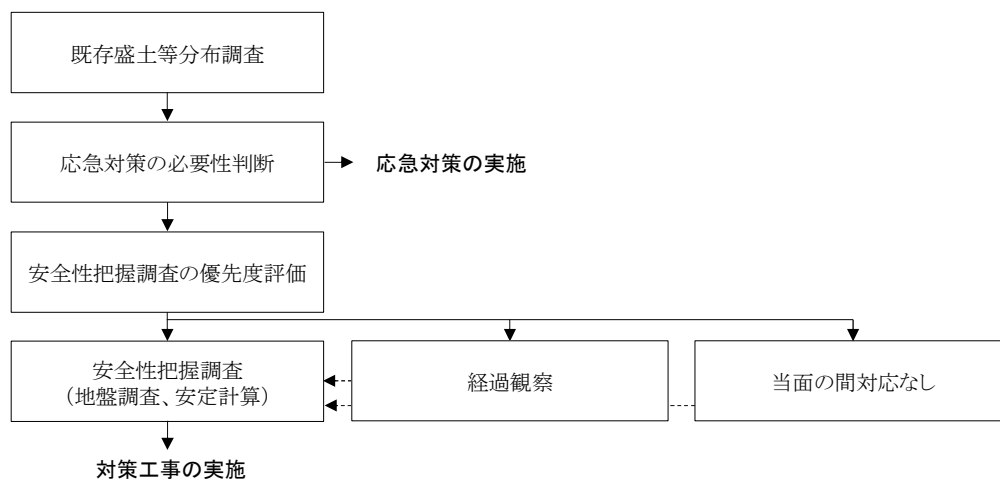 既存盛土等分布調査
応急対策の必要性判断
応急対策の実施
安全性把握調査の優先度評価
安全性把握調査
（地盤調査、安定計算）
経過観察
当面の間対応なし
対策工事の実施